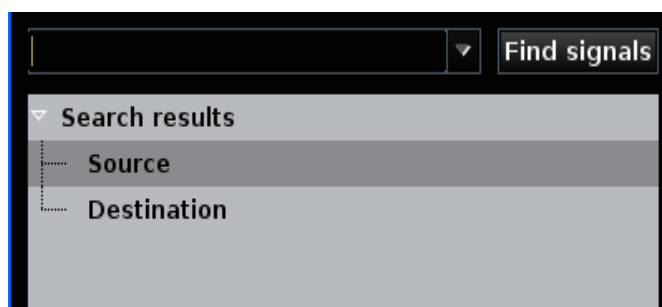 Find signals
Search results
Source
Destination